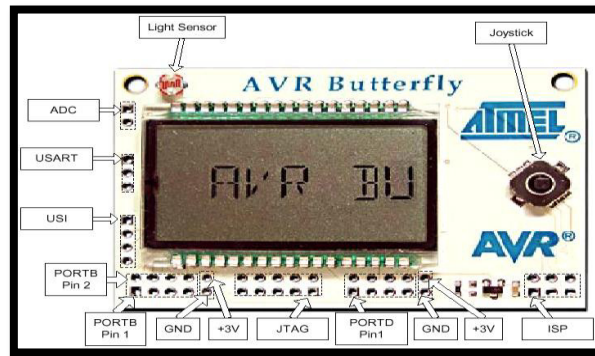 Light Sensor
Joystick
AVR Butterfly
ADC
ATMEL ®
USART
AVR BU
USI
AVR®
PORTB
Pin 2
PORTB
Pin 1
GND
+3V
JTAG
PORTD
Pin1
GND
+3V
ISP